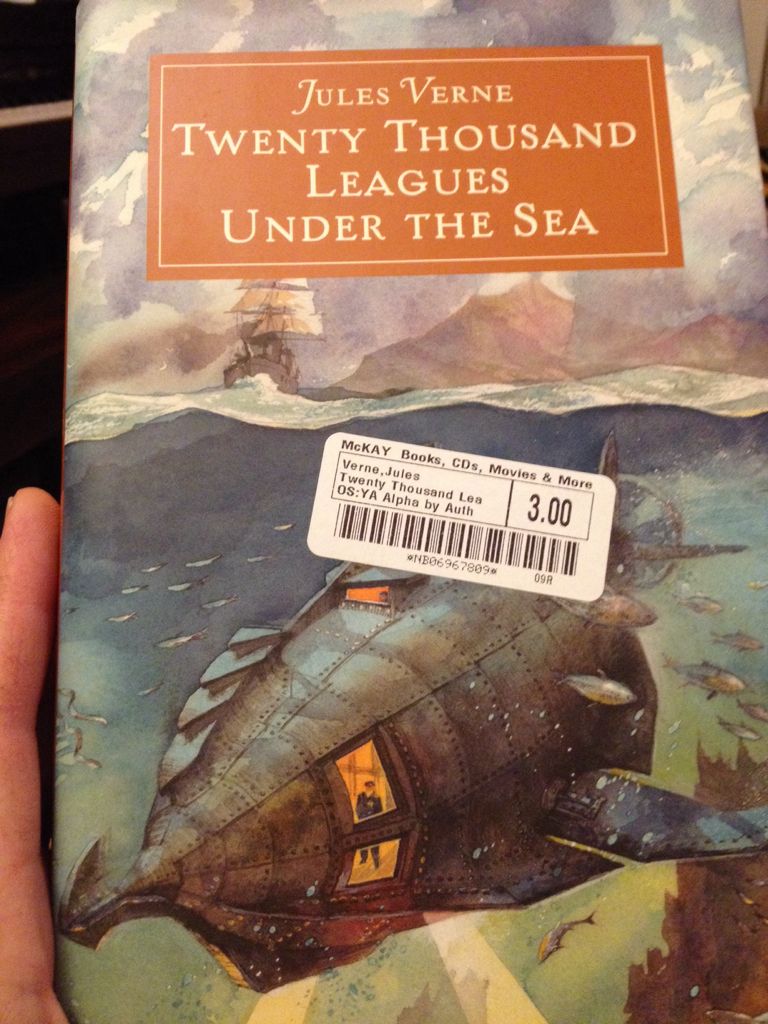 Jules Verne
Twenty Thousand
Leagues
Under the Sea
McKAY Books, CDs, Movies & More
Verne,Jules
Twenty Thousand Lea
OS:YA Alpha by Auth
3.00
*NB06967809*
09R